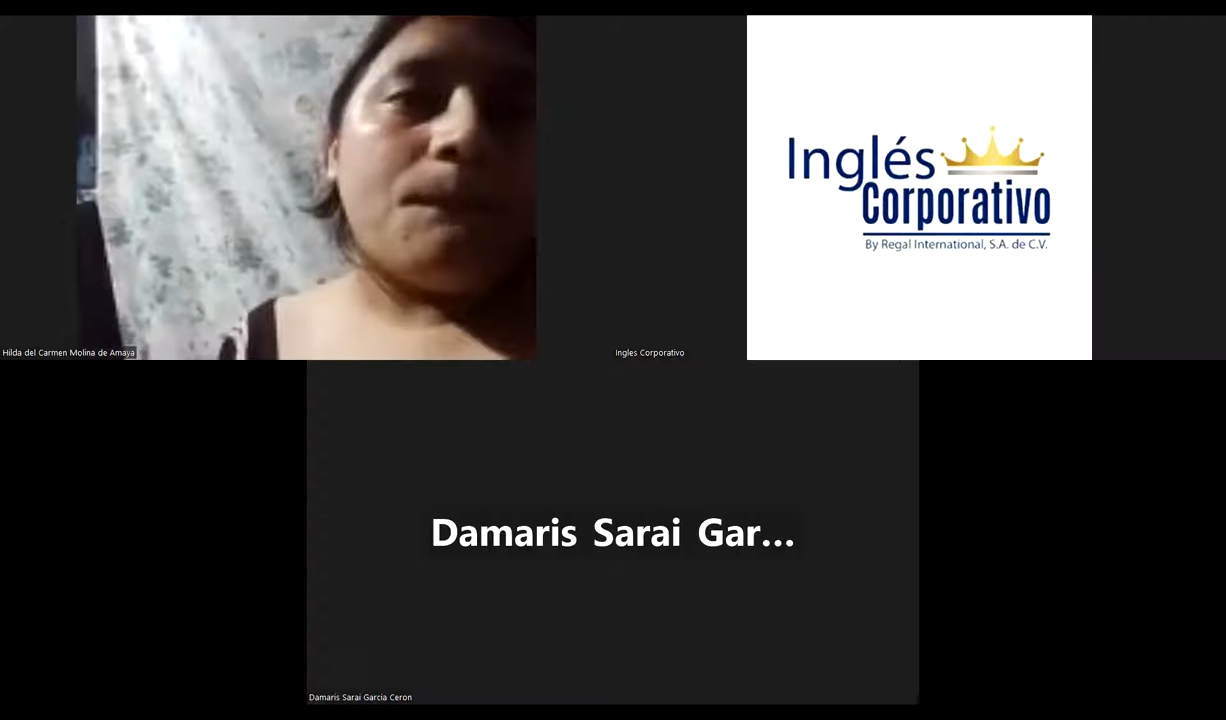 Inglés
Corporativo
By Regal International, S.A. de C.V.
Hilda del Carmen Molina de Amaya
Ingles Corporativo
Damaris Sarai Gar...
Damaris Sarai Garcia Ceron